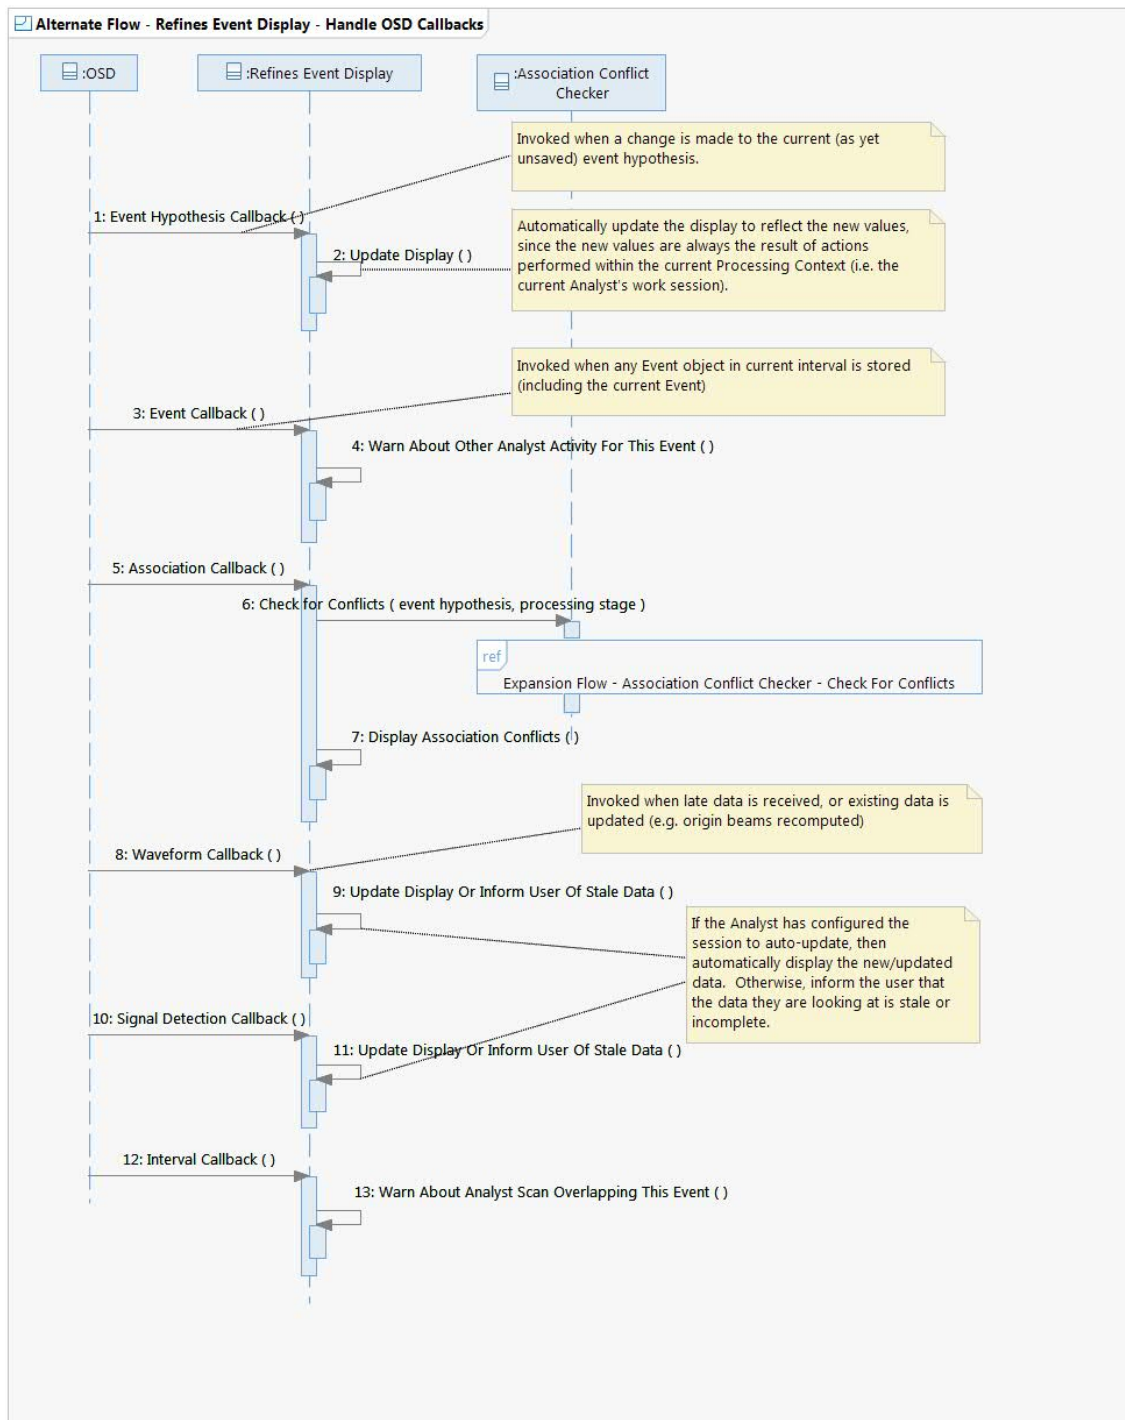 Alternate Flow - Refines Event Display - Handle OSD Callbacks
:OSD
:Refines Event Display
:Association Conflict
Checker
Invoked when a change is made to the current (as yet
unsaved) event hypothesis.
1: Event Hypothesis Callback ( )
Automatically update the display to reflect the new values,
since the new values are always the result of actions
performed within the current Processing Context (i.e. the
current Analyst's work session).
2: Update Display ( )
Invoked when any Event object in current interval is stored
(including the current Event)
3: Event Callback ( )
4: Warn About Other Analyst Activity For This Event ( )
5: Association Callback ( )
6: Check for Conflicts ( event hypothesis, processing stage )
ref
Expansion Flow - Association Conflict Checker - Check For Conflicts
7: Display Association Conflicts ( )
Invoked when late data is received, or existing data is
updated (e.g. origin beams recomputed)
8: Waveform Callback ( )
9: Update Display Or Inform User Of Stale Data ( )
If the Analyst has configured the
session to auto-update, then
automatically display the new/updated
data.  Otherwise, inform the user that
the data they are looking at is stale or
incomplete.
10: Signal Detection Callback ( )
11: Update Display Or Inform User Of Stale Data ( )
12: Interval Callback ( )
13: Warn About Analyst Scan Overlapping This Event ( )